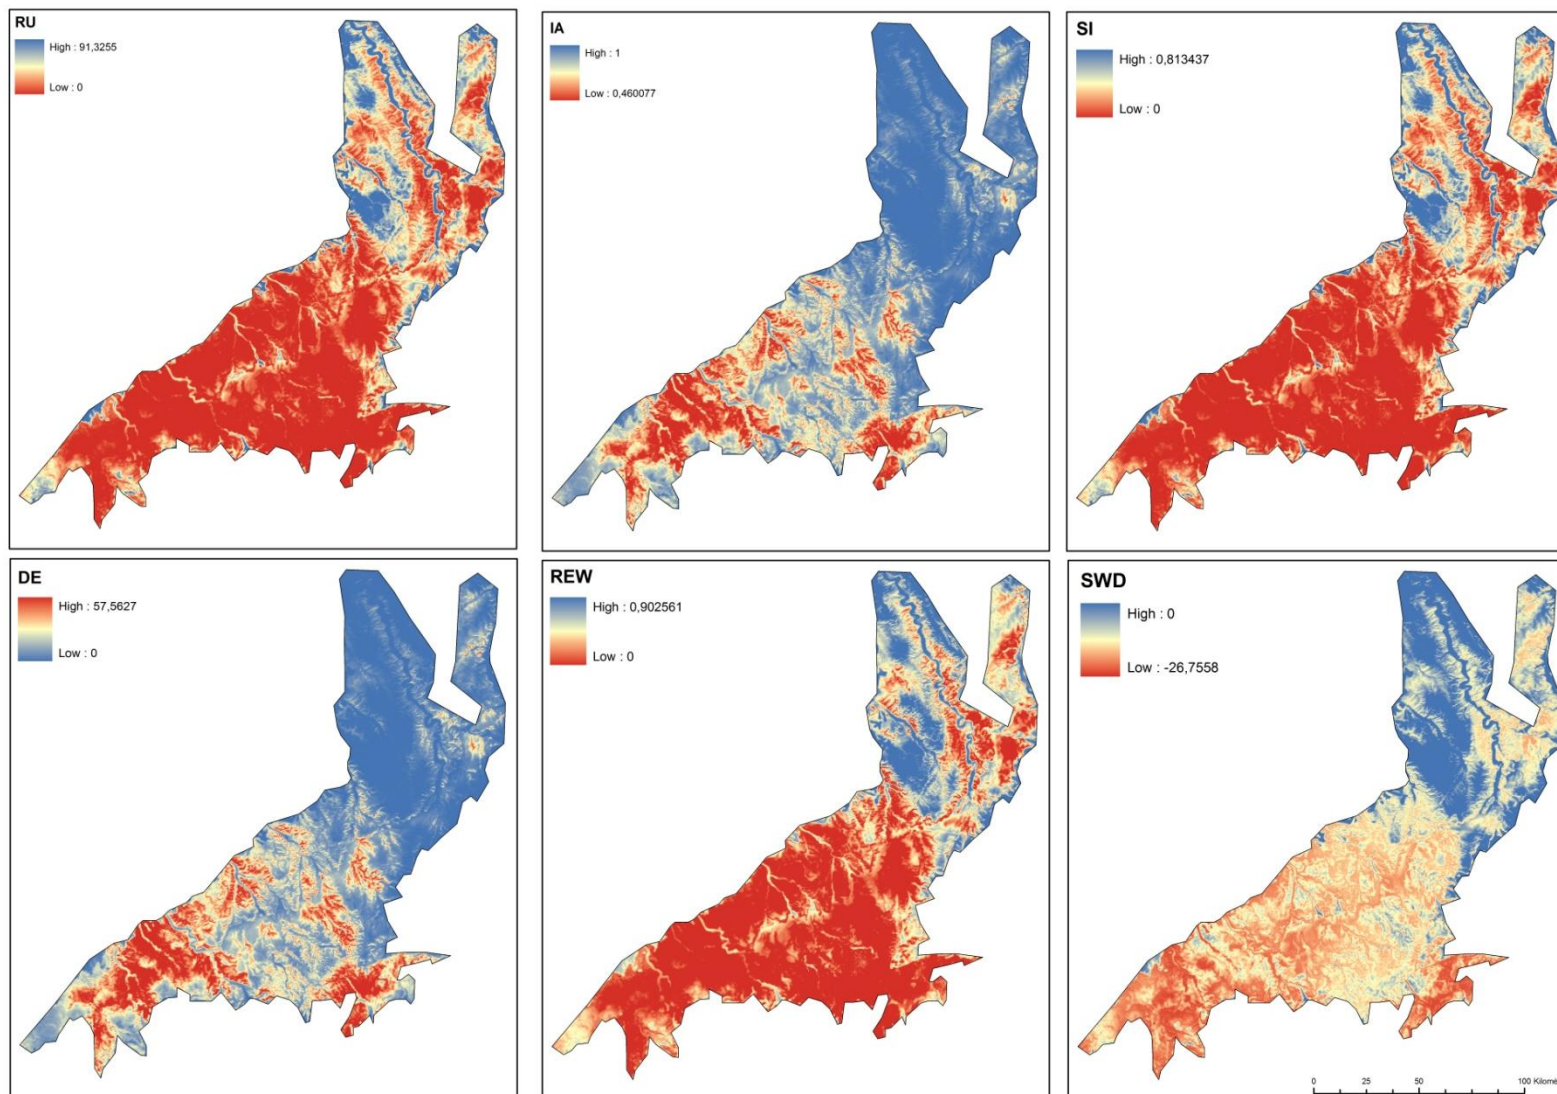 RU
High : 91,3255
Low : 0
IA
High : 1
Low : 0,460077
SI
High : 0,813437
Low : 0
DE
High : 57,5627
Low : 0
REW
High : 0,902561
Low : 0
SWD
High : 0
Low : -26,7558
0 25 50 100 Kilomè